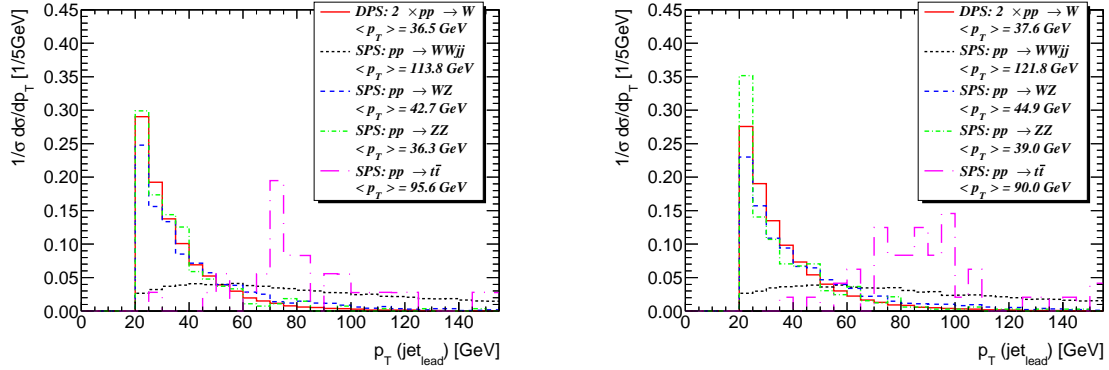 0.45
0.40
0.35
0.30
0.25
0.20
0.15
0.10
0.05
0.00
1/σ dσ/dp_T [1/5GeV]
DPS: 2 ×pp → W
< p_T > = 36.5 GeV
SPS: pp → WWjj
< p_T > = 113.8 GeV
SPS: pp → WZ
< p_T > = 42.7 GeV
SPS: pp → ZZ
< p_T > = 36.3 GeV
SPS: pp → tt̄
< p_T > = 95.6 GeV
0 20 40 60 80 100 120 140
p_T (jet_lead) [GeV]
0.45
0.40
0.35
0.30
0.25
0.20
0.15
0.10
0.05
0.00
1/σ dσ/dp_T [1/5GeV]
DPS: 2 ×pp → W
< p_T > = 37.6 GeV
SPS: pp → WWjj
< p_T > = 121.8 GeV
SPS: pp → WZ
< p_T > = 44.9 GeV
SPS: pp → ZZ
< p_T > = 39.0 GeV
SPS: pp → tt̄
< p_T > = 90.0 GeV
0 20 40 60 80 100 120 140
p_T (jet_lead) [GeV]